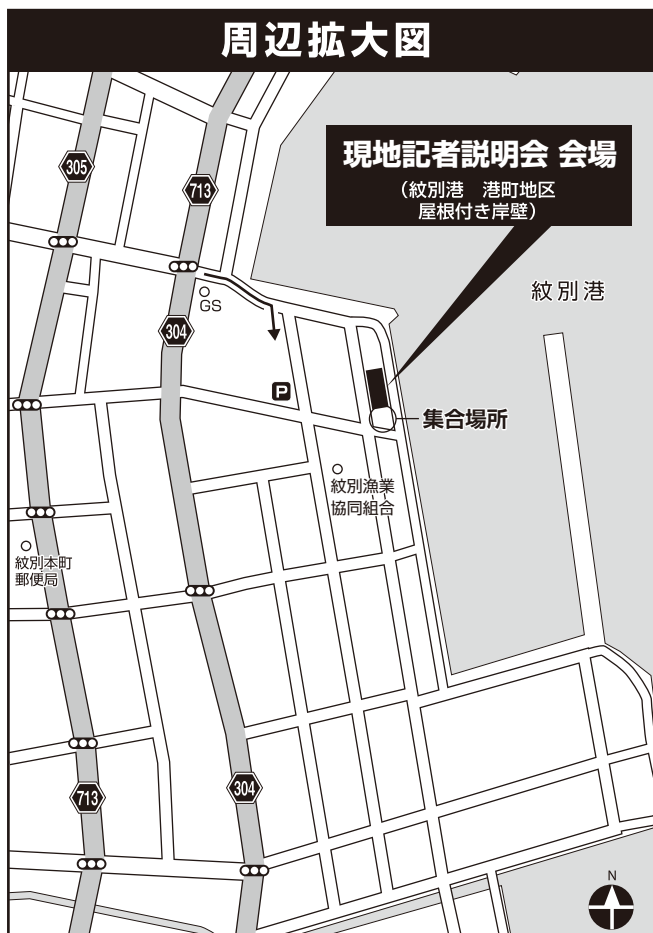 周辺拡大図
現地記者説明会 会場
（紋別港　港町地区
屋根付き岸壁）
305
713
紋別港
GS
304
P
集合場所
紋別漁業
協同組合
紋別本町
郵便局
713
304
N